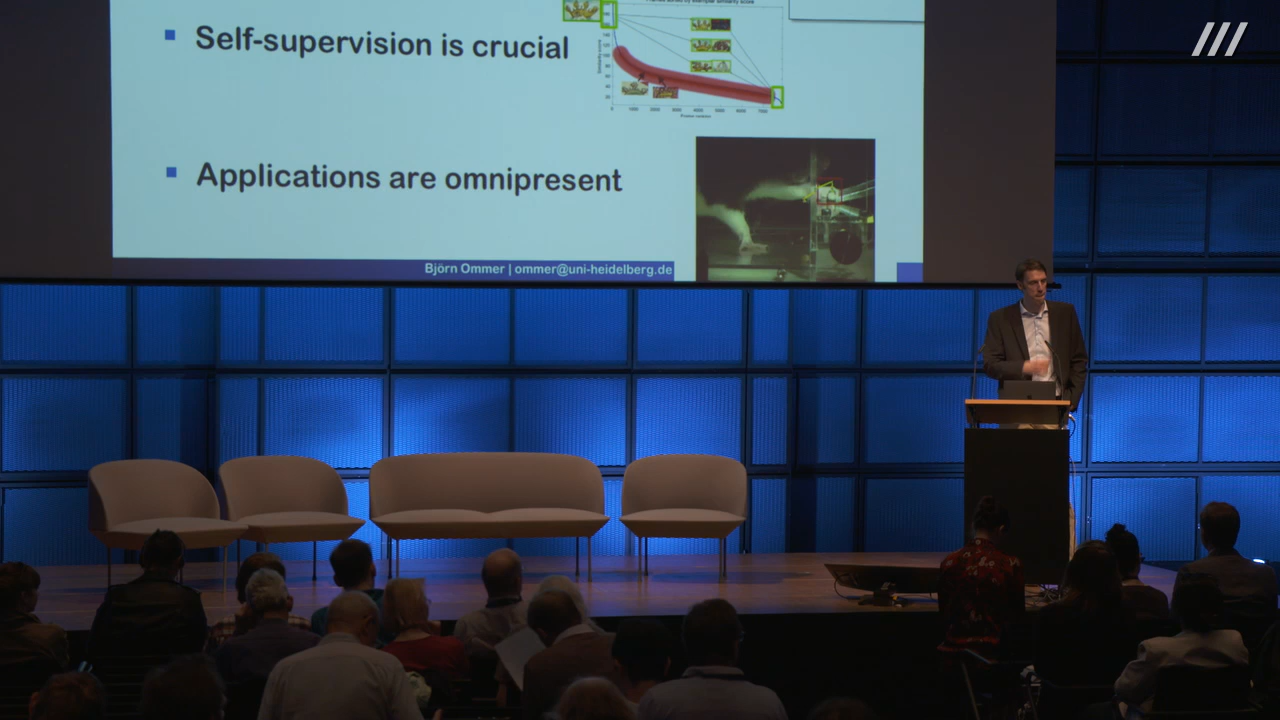 Self-supervision is crucial
Applications are omnipresent
Björn Ommer | ommer@uni-heidelberg.de